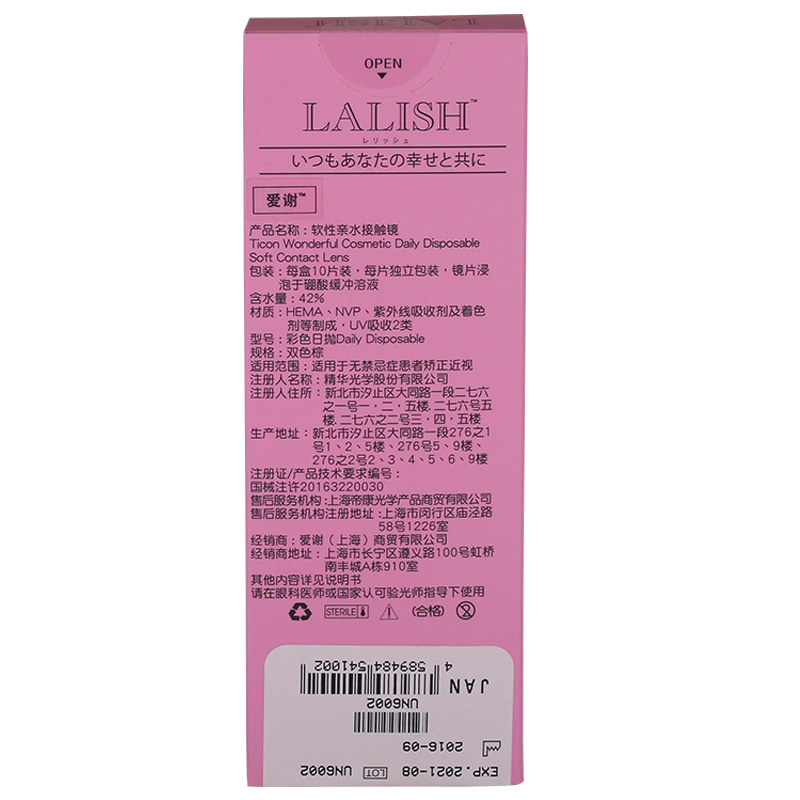 OPEN
LALISH™
レリッシュ
いつもあなたの幸せと共に
爱谢™
产品名称：软性亲水接触镜
Ticon Wonderful Cosmetic Daily Disposable
Soft Contact Lens
包装：每盒10片装，每片独立包装，镜片浸
泡于硼酸缓冲溶液
含水量：42%
材质：HEMA、NVP、紫外线吸收剂及着色
剂等制成，UV吸收2类
型号：彩色日抛Daily Disposable
规格：双色棕
适用范围：适用于无禁忌症患者矫正近视
注册人名称：精华光学股份有限公司
注册人住所：新北市汐止区大同路一段二七六
之一号一，二，五楼.二七六号五
楼.二七六之二号三，四，五楼
生产地址：新北市汐止区大同路一段276之1
号1、2、5楼、276号5、9楼、
276之2号2、3、4、5、6、9楼
注册证/产品技术要求编号：
国械注许20163220030
售后服务机构：上海帝康光学产品商贸有限公司
售后服务机构注册地址：上海市闵行区庙泾路
58号1226室
经销商：爱谢（上海）商贸有限公司
经销商地址：上海市长宁区遵义路100号虹桥
南丰城A栋910室
其他内容详见说明书
请在眼科医师或国家认可验光师指导下使用
STERILE
(合格)
4 589484 541002
JAN
UN6002
2016-09
EXP.2021-08 LOT UN6002